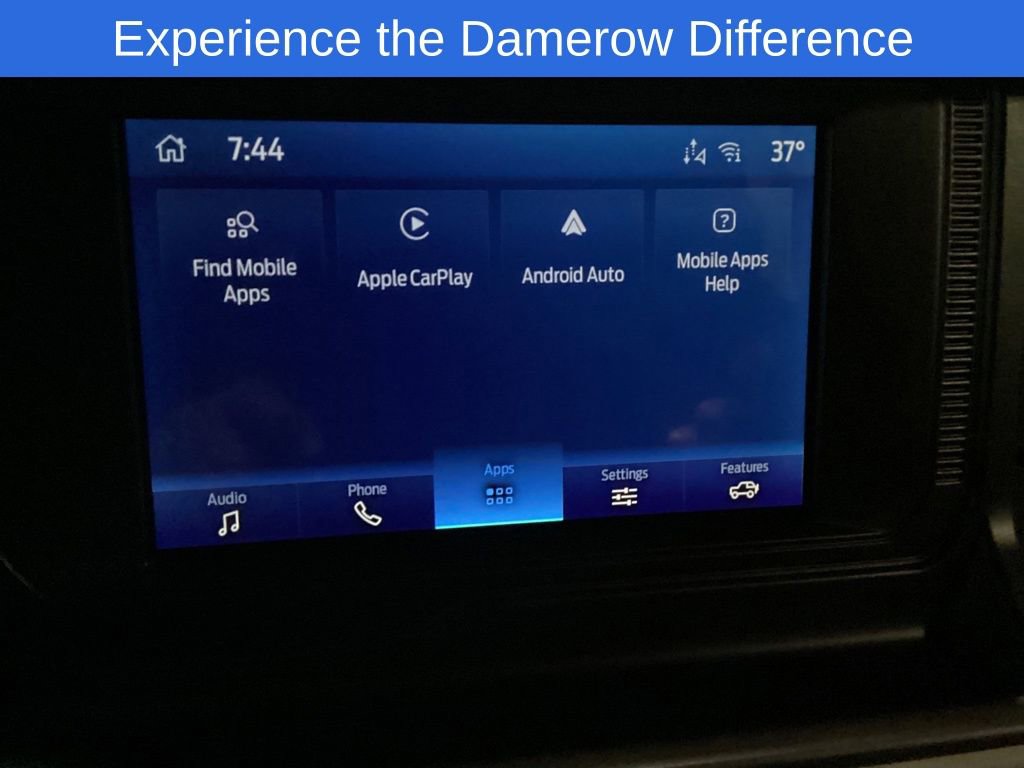 Experience the Damerow Difference
7:44 37°
Find Mobile
Apps
Apple CarPlay
Android Auto
Mobile Apps
Help
Audio
Phone
Apps
Settings
Features